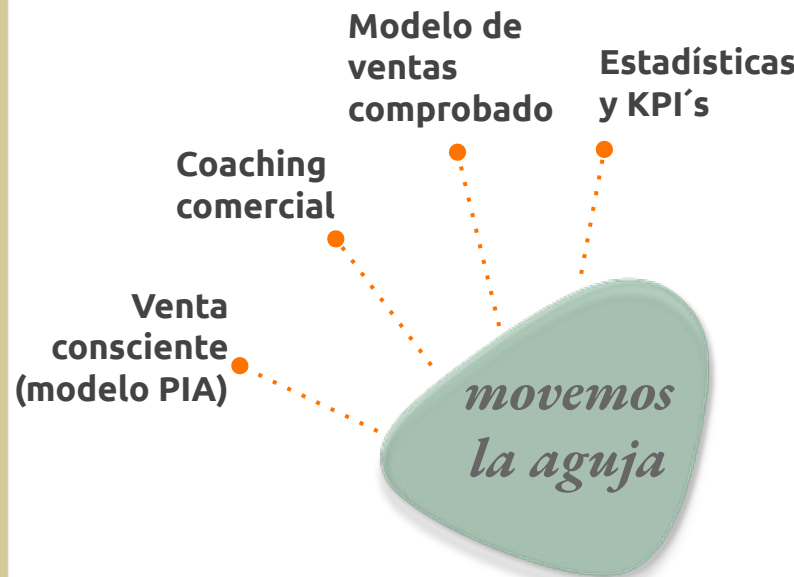 Modelo de
ventas
comprobado
Estadísticas
y KPI´s
Coaching
comercial
Venta
consciente
(modelo PIA)
movemos
la aguja